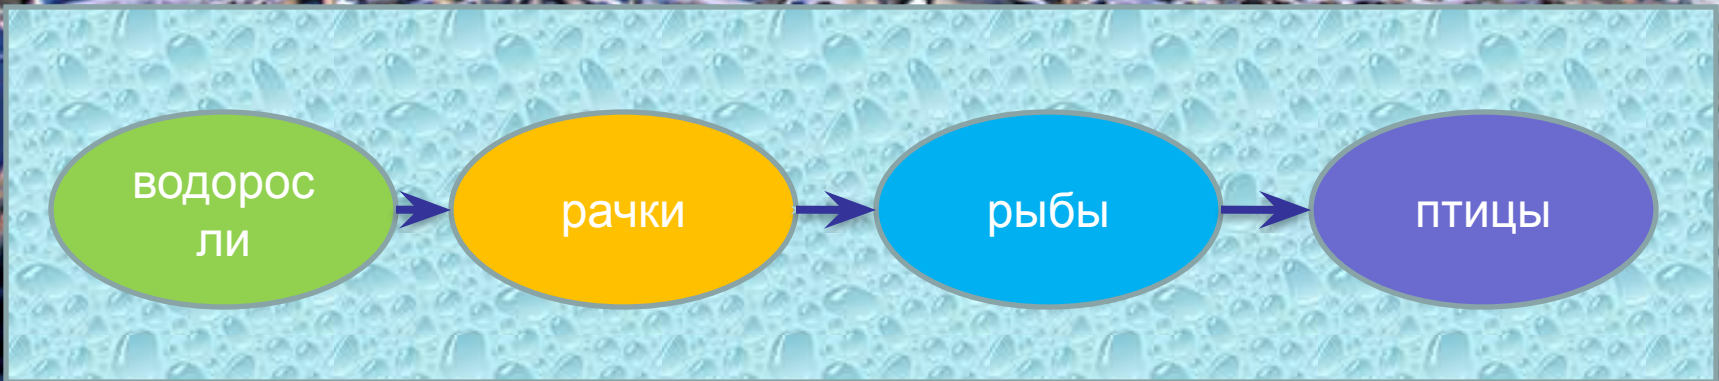 водорос
ли
рачки
рыбы
птицы